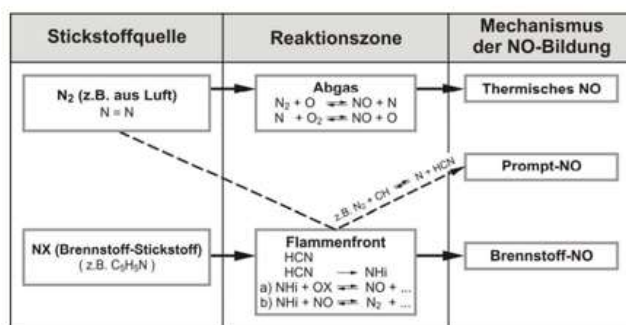 Stickstoffquelle
Reaktionszone
Mechanismus
der NO-Bildung
N₂ (z.B. aus Luft)
N = N
Abgas
N₂ + O ⇌ NO + N
N + O₂ ⇌ NO + O
Thermisches NO
Prompt-NO
z.B. N₂ + CH ⇌ N + HCN
NX (Brennstoff-Stickstoff)
( z.B. C₅H₅N )
Flammenfront
HCN
HCN → NHi
a) NHi + OX ⇌ NO + ...
b) NHi + NO ⇌ N₂ + ...
Brennstoff-NO